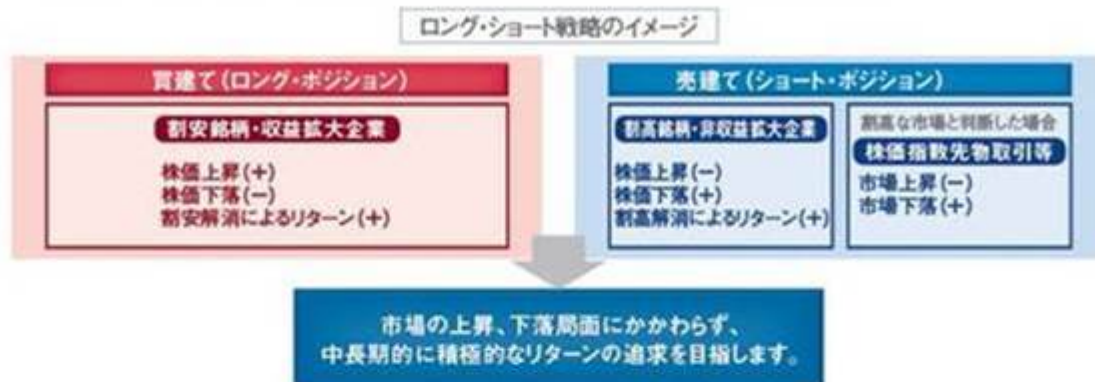 ロング・ショート戦略のイメージ
買建て(ロング・ポジション)
割安銘柄・収益拡大企業
株価上昇(+)
株価下落(−)
割安解消によるリターン(+)
売建て(ショート・ポジション)
割高銘柄・非収益拡大企業
株価上昇(−)
株価下落(+)
割高解消によるリターン(+)
割高な市場と判断した場合
株価指数先物取引等
市場上昇(−)
市場下落(+)
市場の上昇、下落局面にかかわらず、
中長期的に積極的なリターンの追求を目指します。